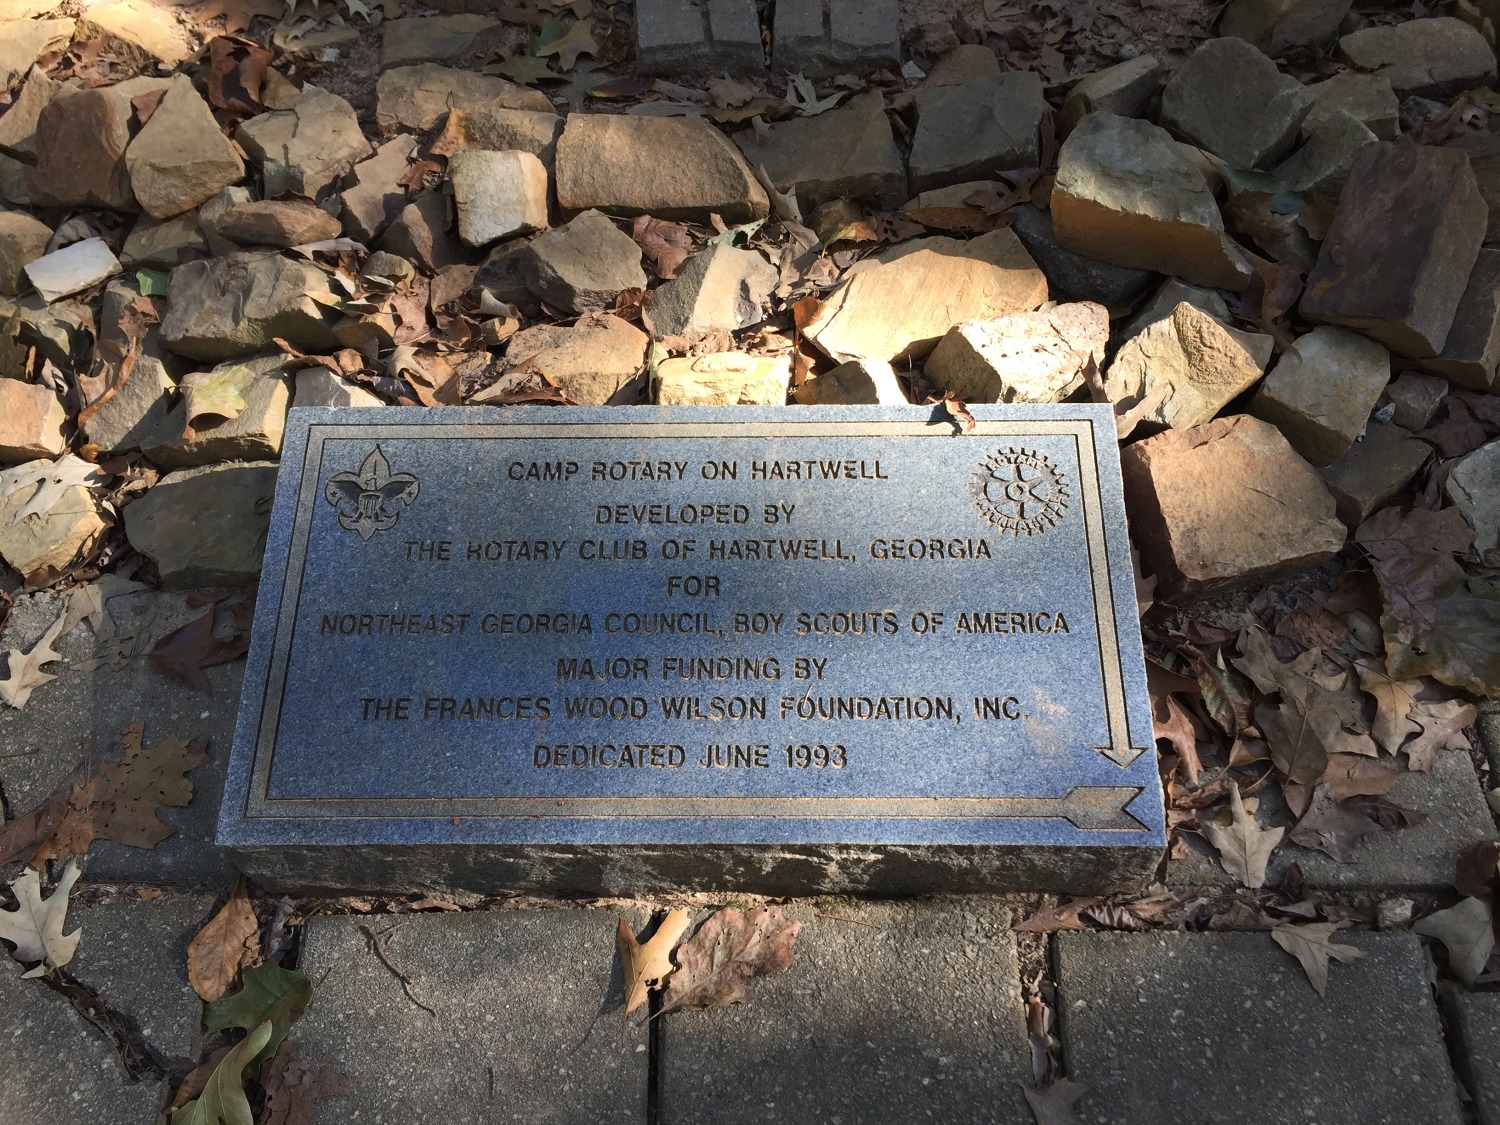 CAMP ROTARY ON HARTWELL
DEVELOPED BY
THE ROTARY CLUB OF HARTWELL, GEORGIA
FOR
NORTHEAST GEORGIA COUNCIL, BOY SCOUTS OF AMERICA
MAJOR FUNDING BY
THE FRANCES WOOD WILSON FOUNDATION, INC.
DEDICATED JUNE 1993